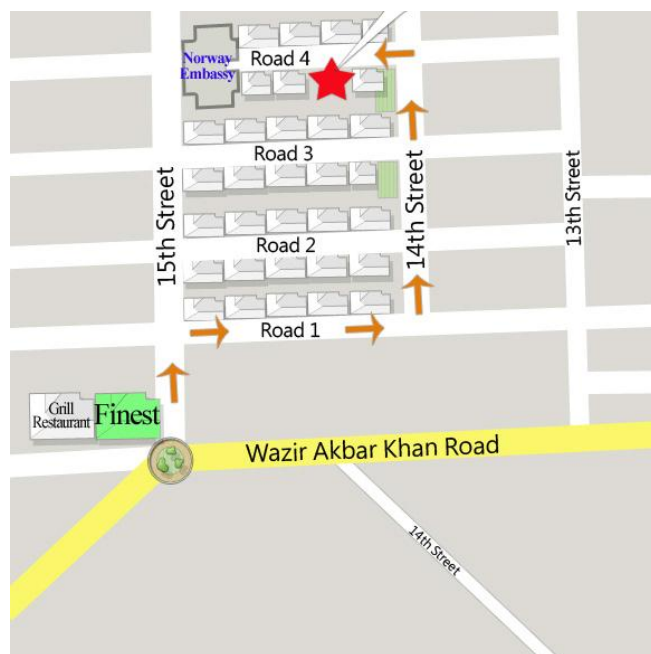 Norway
Embassy
Road 4
Road 3
15th Street
14th Street
13th Street
Road 2
Road 1
Grill
Restaurant
Finest
Wazir Akbar Khan Road
14th Street